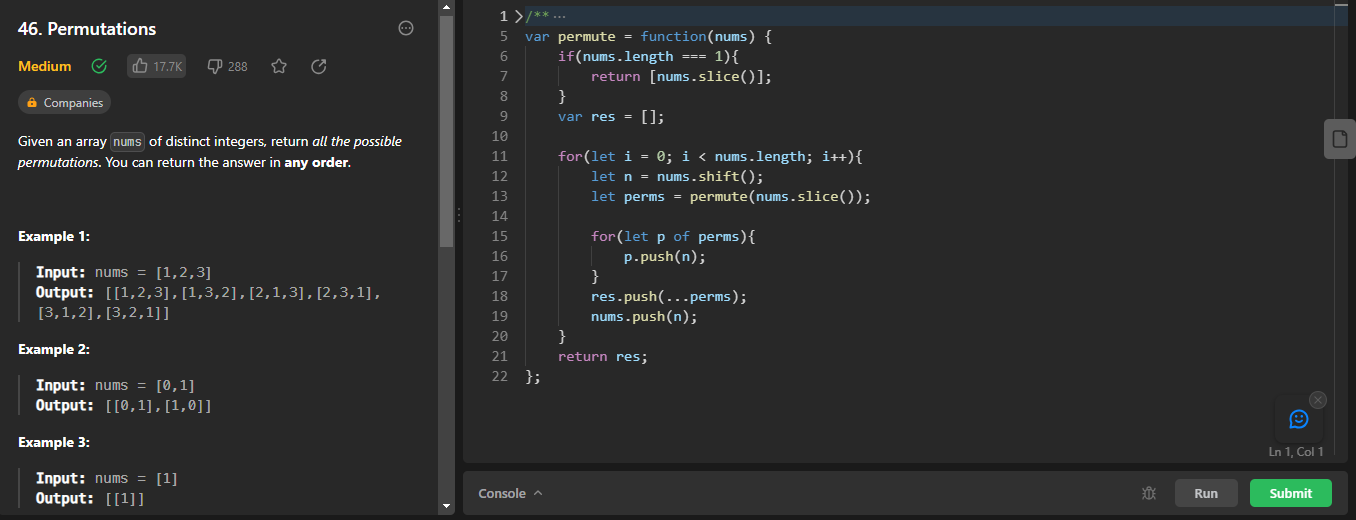 46. Permutations
Medium
17.7K
288
Companies
Given an array nums of distinct integers, return all the possible
permutations. You can return the answer in any order.
Example 1:
Input: nums = [1,2,3]
Output: [[1,2,3],[1,3,2],[2,1,3],[2,3,1],
[3,1,2],[3,2,1]]
Example 2:
Input: nums = [0,1]
Output: [[0,1],[1,0]]
Example 3:
Input: nums = [1]
Output: [[1]]
1 /** ...
5 var permute = function(nums) {
6     if(nums.length === 1){
7         return [nums.slice()];
8     }
9     var res = [];
10
11     for(let i = 0; i < nums.length; i++){
12         let n = nums.shift();
13         let perms = permute(nums.slice());
14
15         for(let p of perms){
16             p.push(n);
17         }
18         res.push(...perms);
19         nums.push(n);
20     }
21     return res;
22 };
Ln 1, Col 1
Console
Run
Submit